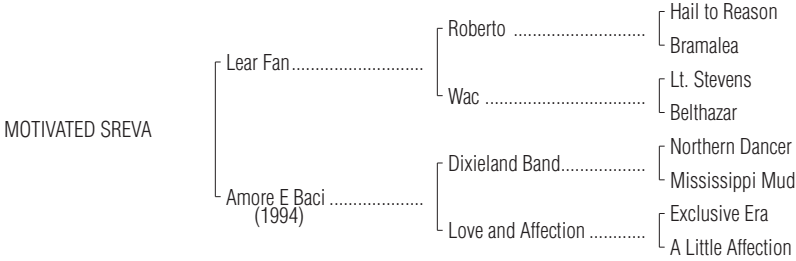 Hail to Reason
Roberto ............................
Bramalea
Lear Fan............................
Lt. Stevens
Wac ..................................
Belthazar
MOTIVATED SREVA
Northern Dancer
Dixieland Band..................
Mississippi Mud
Amore E Baci ....................
(1994)
Exclusive Era
Love and Affection ............
A Little Affection